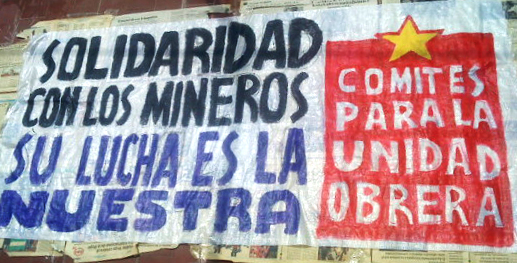 SOLIDARIDAD
CON LOS MINEROS
SU LUCHA ES LA
NUESTRA
COMITES
PARA LA
UNIDAD
OBRERA